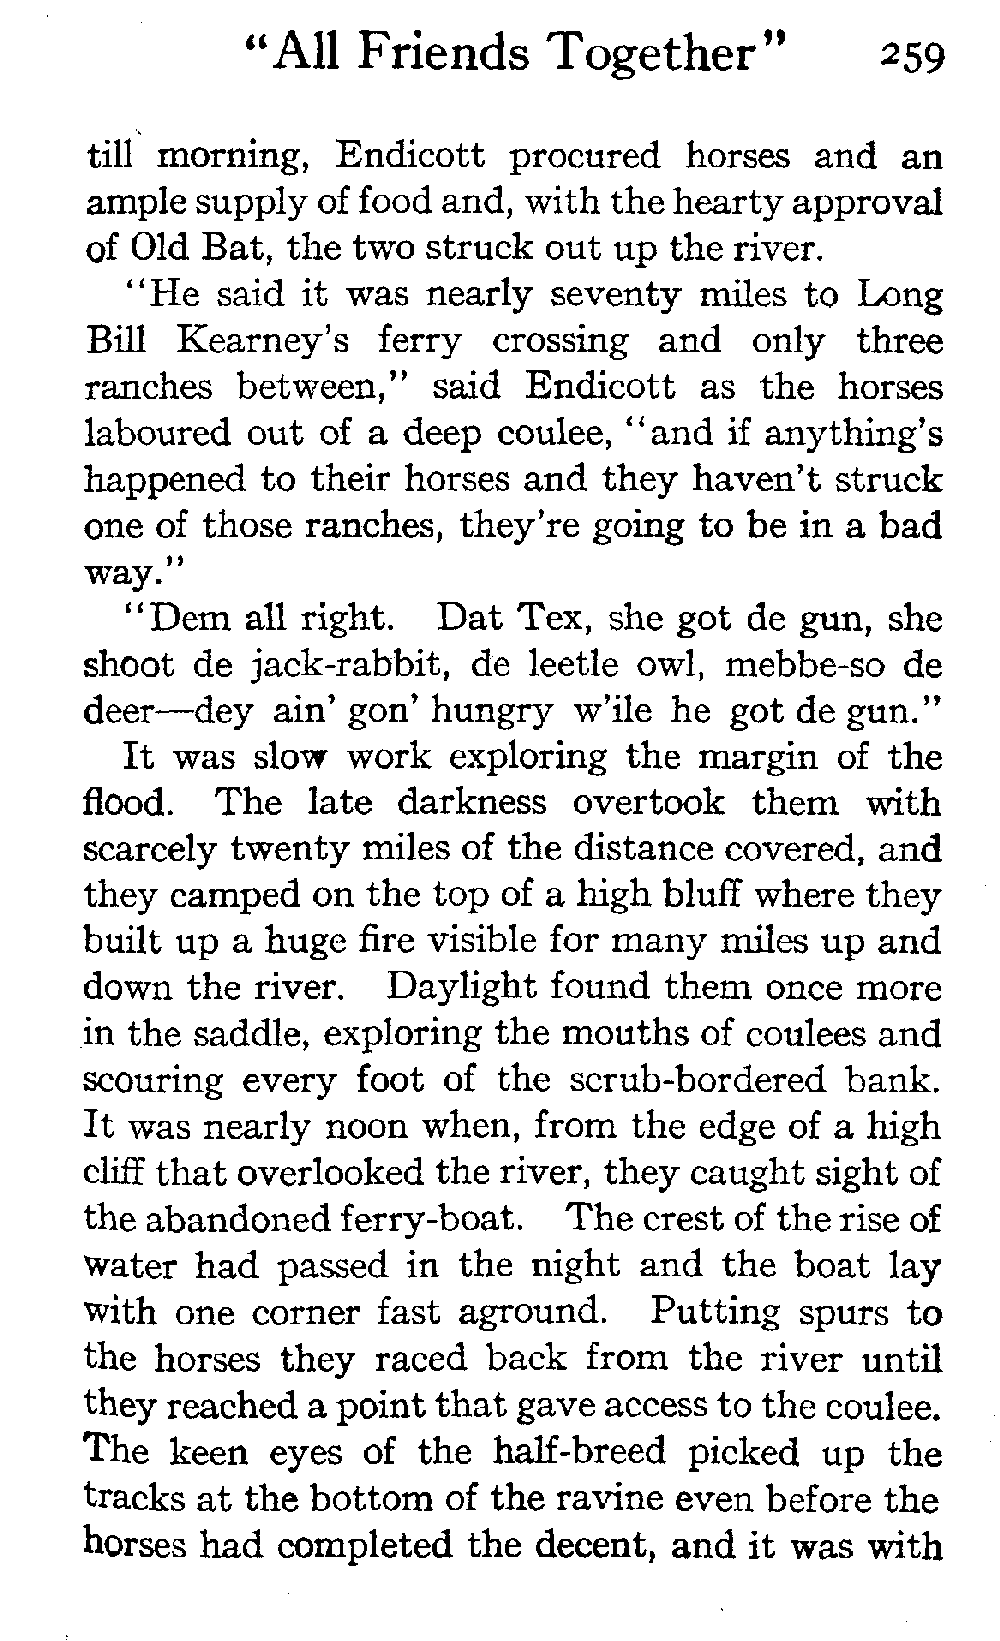 "All Friends Together" 259
till morning, Endicott procured horses and an
ample supply of food and, with the hearty approval
of Old Bat, the two struck out up the river.
"He said it was nearly seventy miles to Long
Bill Kearney's ferry crossing and only three
ranches between," said Endicott as the horses
laboured out of a deep coulee, "and if anything's
happened to their horses and they haven't struck
one of those ranches, they're going to be in a bad
way."
"Dem all right. Dat Tex, she got de gun, she
shoot de jack-rabbit, de leetle owl, mebbe-so de
deer—dey ain' gon' hungry w'ile he got de gun."
It was slow work exploring the margin of the
flood. The late darkness overtook them with
scarcely twenty miles of the distance covered, and
they camped on the top of a high bluff where they
built up a huge fire visible for many miles up and
down the river. Daylight found them once more
in the saddle, exploring the mouths of coulees and
scouring every foot of the scrub-bordered bank.
It was nearly noon when, from the edge of a high
cliff that overlooked the river, they caught sight of
the abandoned ferry-boat. The crest of the rise of
water had passed in the night and the boat lay
with one corner fast aground. Putting spurs to
the horses they raced back from the river until
they reached a point that gave access to the coulee.
The keen eyes of the half-breed picked up the
tracks at the bottom of the ravine even before the
horses had completed the decent, and it was with